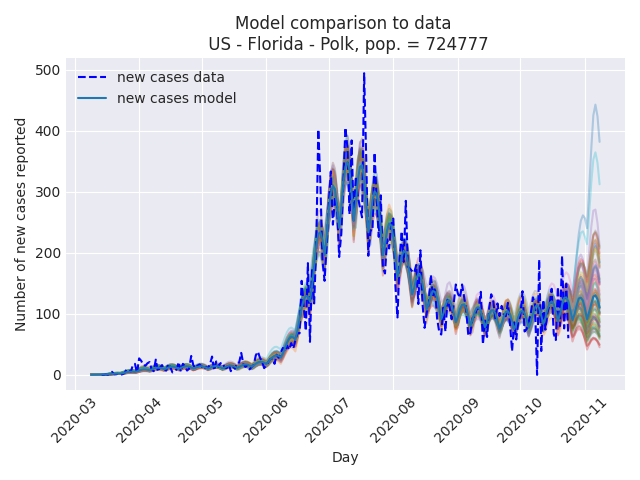 Model comparison to data
US - Florida - Polk, pop. = 724777
new cases data
new cases model
Number of new cases reported
500
400
300
200
100
0
2020-03
2020-04
2020-05
2020-06
2020-07
2020-08
2020-09
2020-10
2020-11
Day